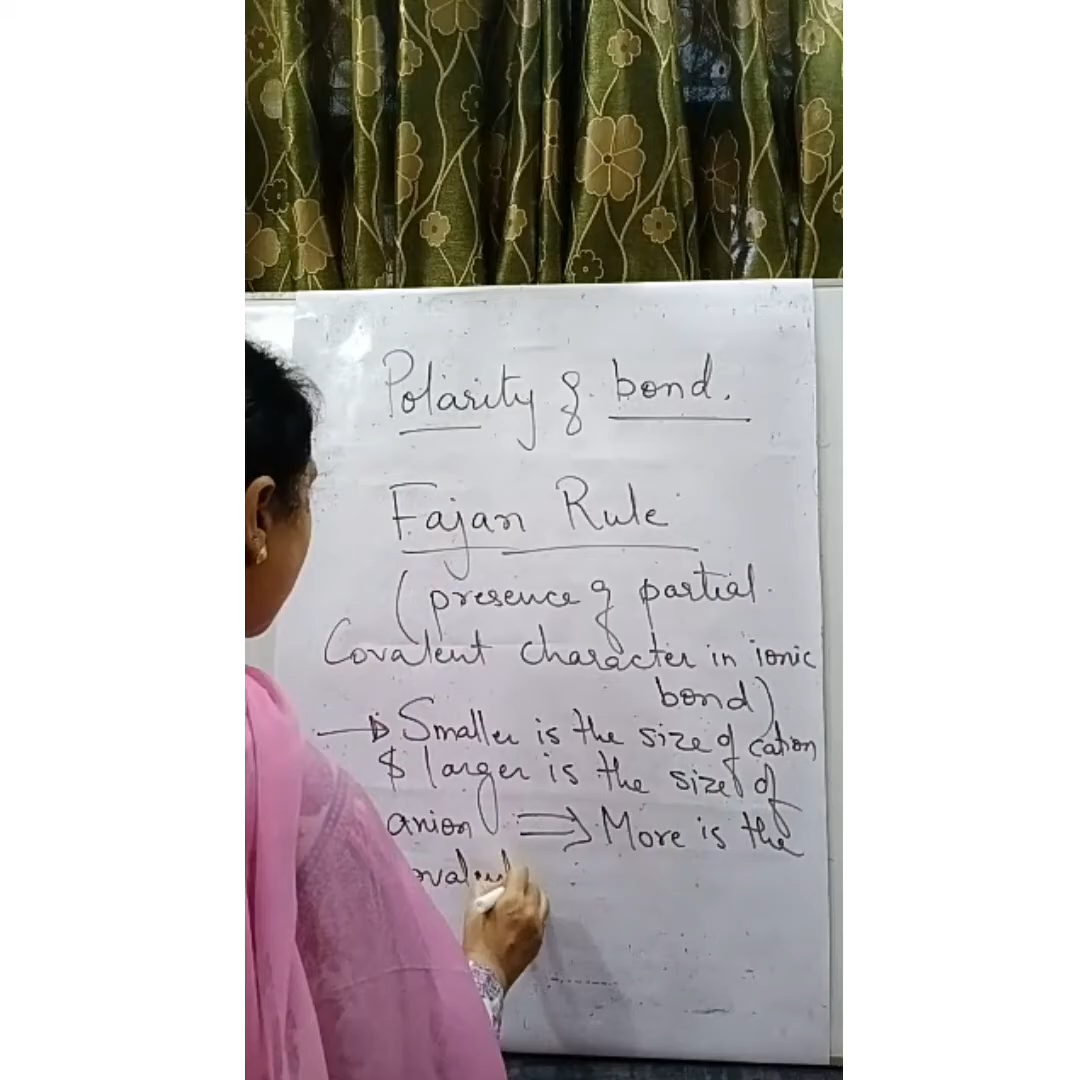 Polarity of bond.
Fajan Rule
(presence of partial
Covalent character in ionic
bond)
→ Smaller is the size of cation
& larger is the size of
anion ⇒ More is the